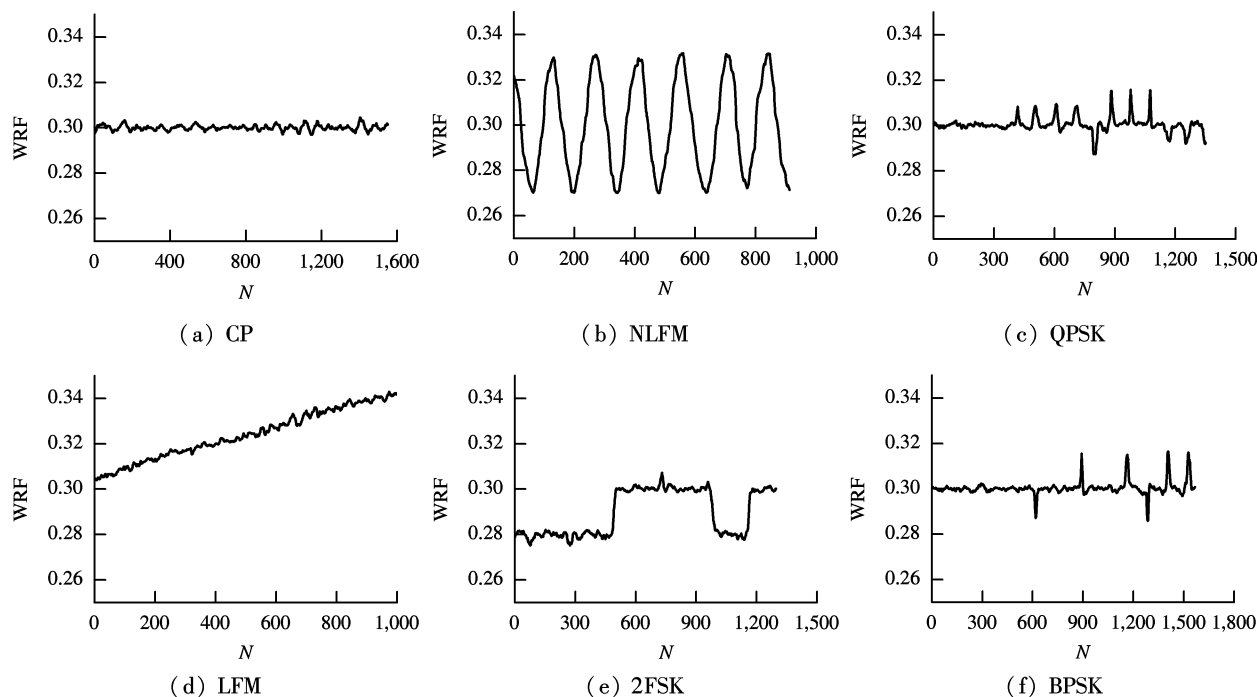 0.34
0.30
0.28
0.26
WRF
0 400 800 1,200 1,600
N
(a) CP
0.34
0.32
0.30
0.28
0.26
WRF
0 200 400 600 800 1,000
N
(b) NLFM
0.34
0.32
0.30
0.28
0.26
WRF
0 300 600 900 1,200 1,500
N
(c) QPSK
0.34
0.32
0.30
0.28
0.26
WRF
0 200 400 600 800 1,000
N
(d) LFM
0.34
0.32
0.30
0.28
0.26
WRF
0 300 600 900 1,200 1,500
N
(e) 2FSK
0.34
0.32
0.30
0.28
0.26
WRF
0 300 600 900 1,200 1,500 1,800
N
(f) BPSK